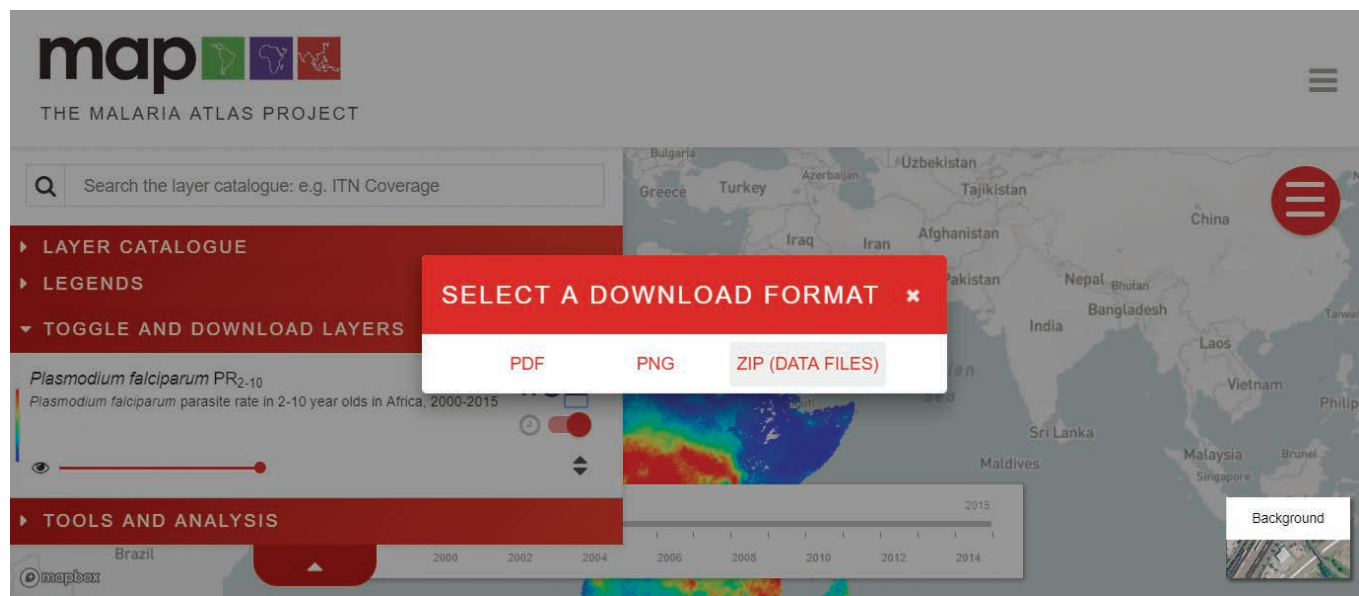 map
THE MALARIA ATLAS PROJECT
Search the layer catalogue: e.g. ITN Coverage
LAYER CATALOGUE
LEGENDS
TOGGLE AND DOWNLOAD LAYERS
Plasmodium falciparum PR2-10
Plasmodium falciparum parasite rate in 2-10 year olds in Africa, 2000-2015
TOOLS AND ANALYSIS
SELECT A DOWNLOAD FORMAT ×
PDF PNG ZIP (DATA FILES)
Bulgaria
Uzbekistan
Greece Turkey Azerbaijan Tajikistan
China
Iraq Iran Afghanistan
Pakistan Nepal Bhutan
Bangladesh
India
Laos
Vietnam
Sri Lanka
Maldives
Malaysia Brunei
Singapore
2015
2000 2002 2004 2006 2008 2010 2012 2014
Background
Brazil
mapbox